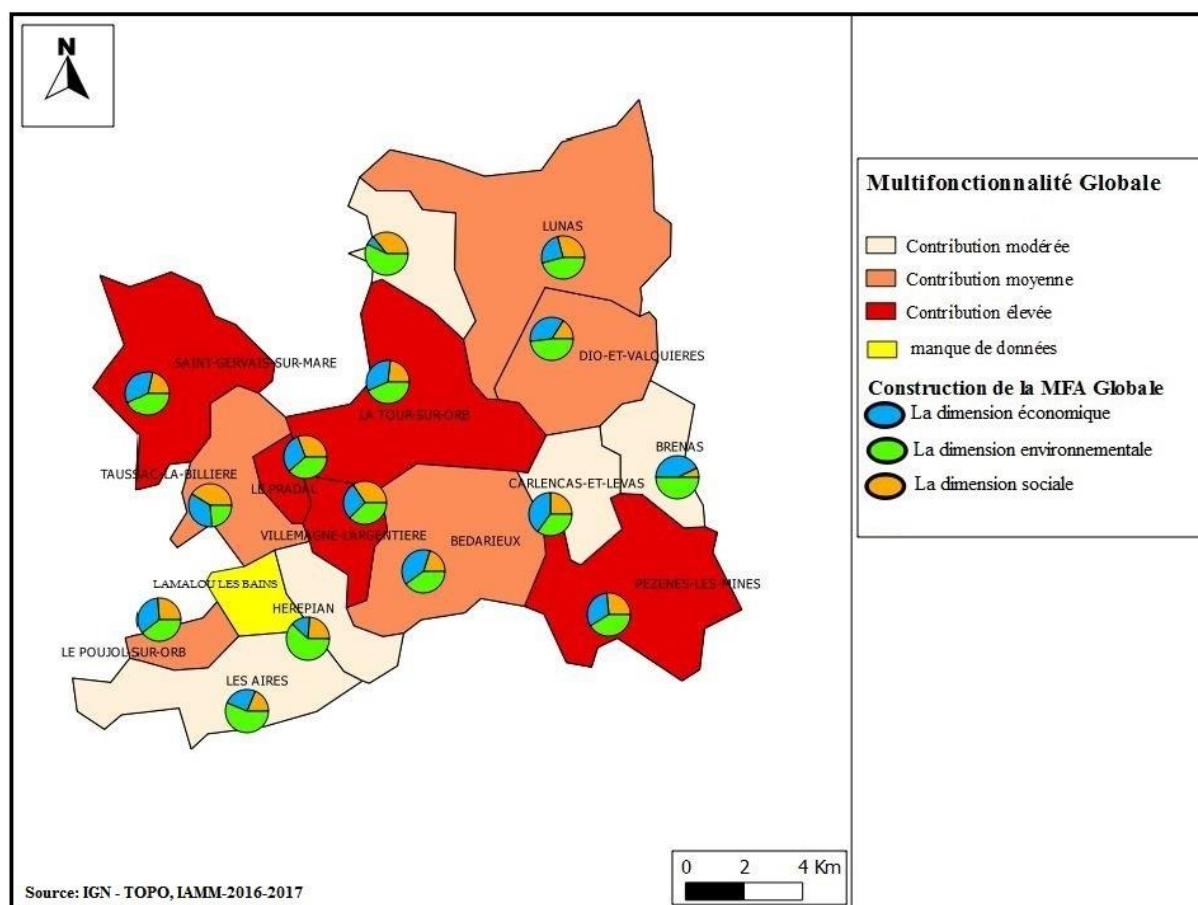 N
LUNAS
DIO-ET-VALQUIERES
SAINT-GERVAIS-SUR-MARE
LA TOUR-SUR-ORB
BRENAS
TAUSSAC-LA-BILLIERE
LE PRADAL
CARLENCAS-ET-LEVAS
VILLEMAGNE-L'ARGENTIERE
BEDARIEUX
LAMALOU LES BAINS
PEZENES-LES-MINES
HEREPIAN
LE POUJOL-SUR-ORB
LES AIRES
Multifonctionnalité Globale
Contribution modérée
Contribution moyenne
Contribution élevée
manque de données
Construction de la MFA Globale
La dimension économique
La dimension environnementale
La dimension sociale
0 2 4 Km
Source: IGN - TOPO, IAMM-2016-2017